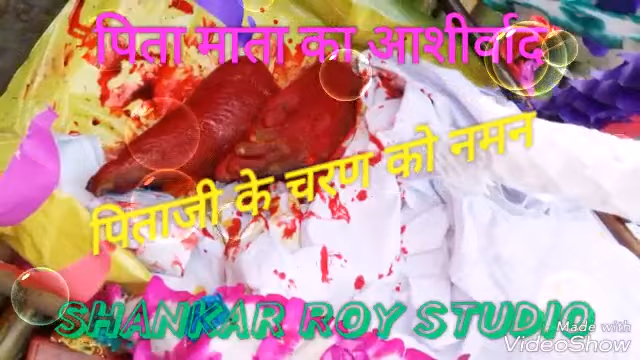 पिता माता का आशीर्वाद
पिताजी के चरण को नमन
SHANKAR ROY STUDIO
Made with
VideoShow